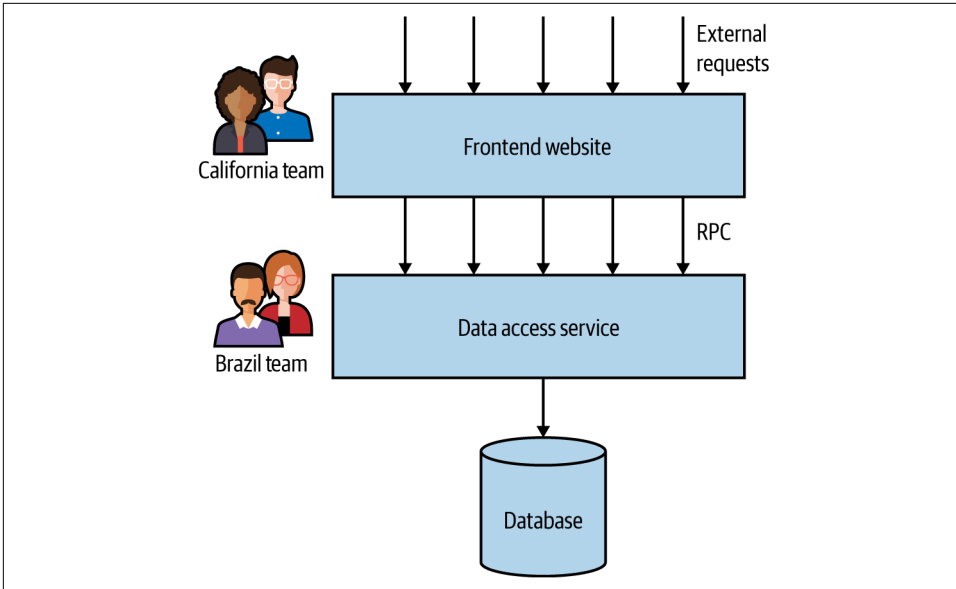 External
requests
Frontend website
California team
RPC
Data access service
Brazil team
Database